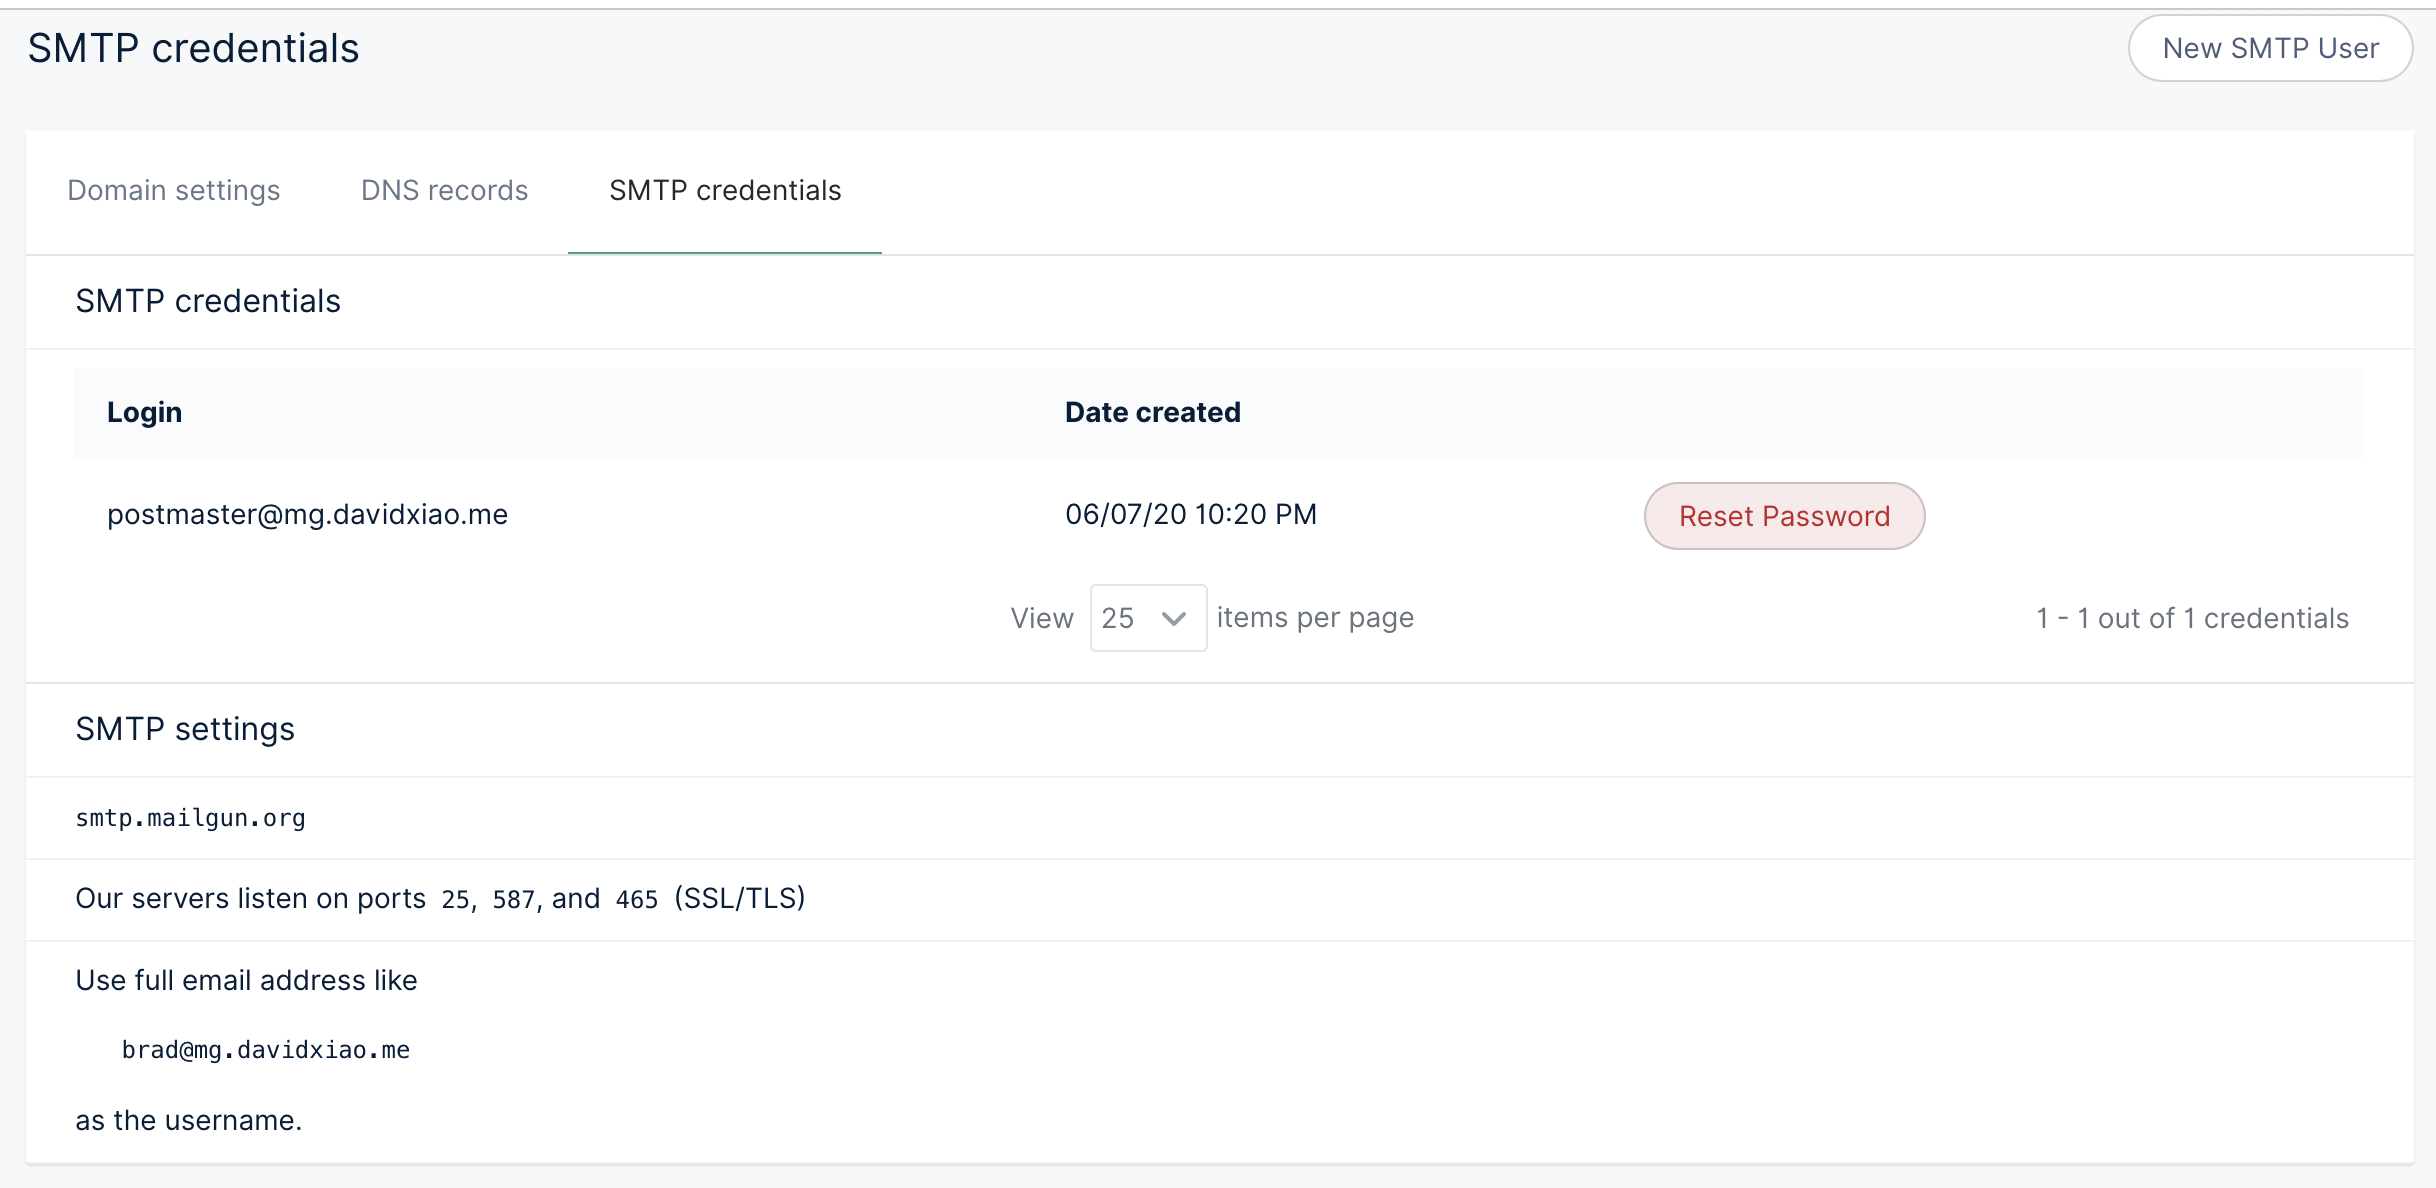 SMTP credentials
New SMTP User
Domain settings DNS records SMTP credentials
SMTP credentials
Login Date created
postmaster@mg.davidxiao.me 06/07/20 10:20 PM Reset Password
View 25 items per page 1 - 1 out of 1 credentials
SMTP settings
smtp.mailgun.org
Our servers listen on ports 25, 587, and 465 (SSL/TLS)
Use full email address like
brad@mg.davidxiao.me
as the username.